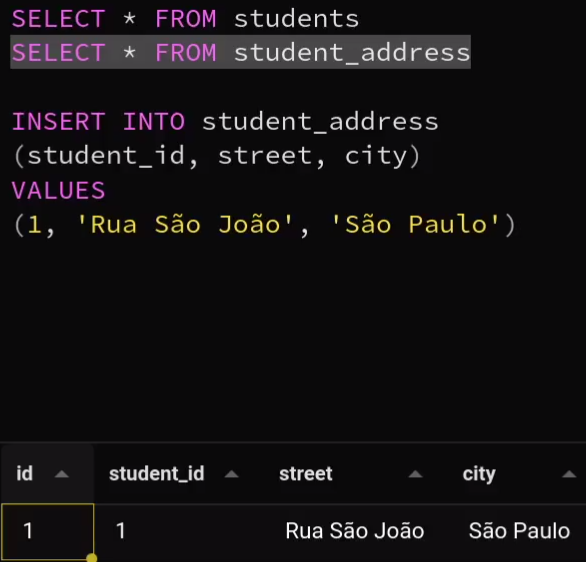 SELECT * FROM students
SELECT * FROM student_address
INSERT INTO student_address
(student_id, street, city)
VALUES
(1, 'Rua São João', 'São Paulo')
id student_id street city
1 1 Rua São João São Paulo